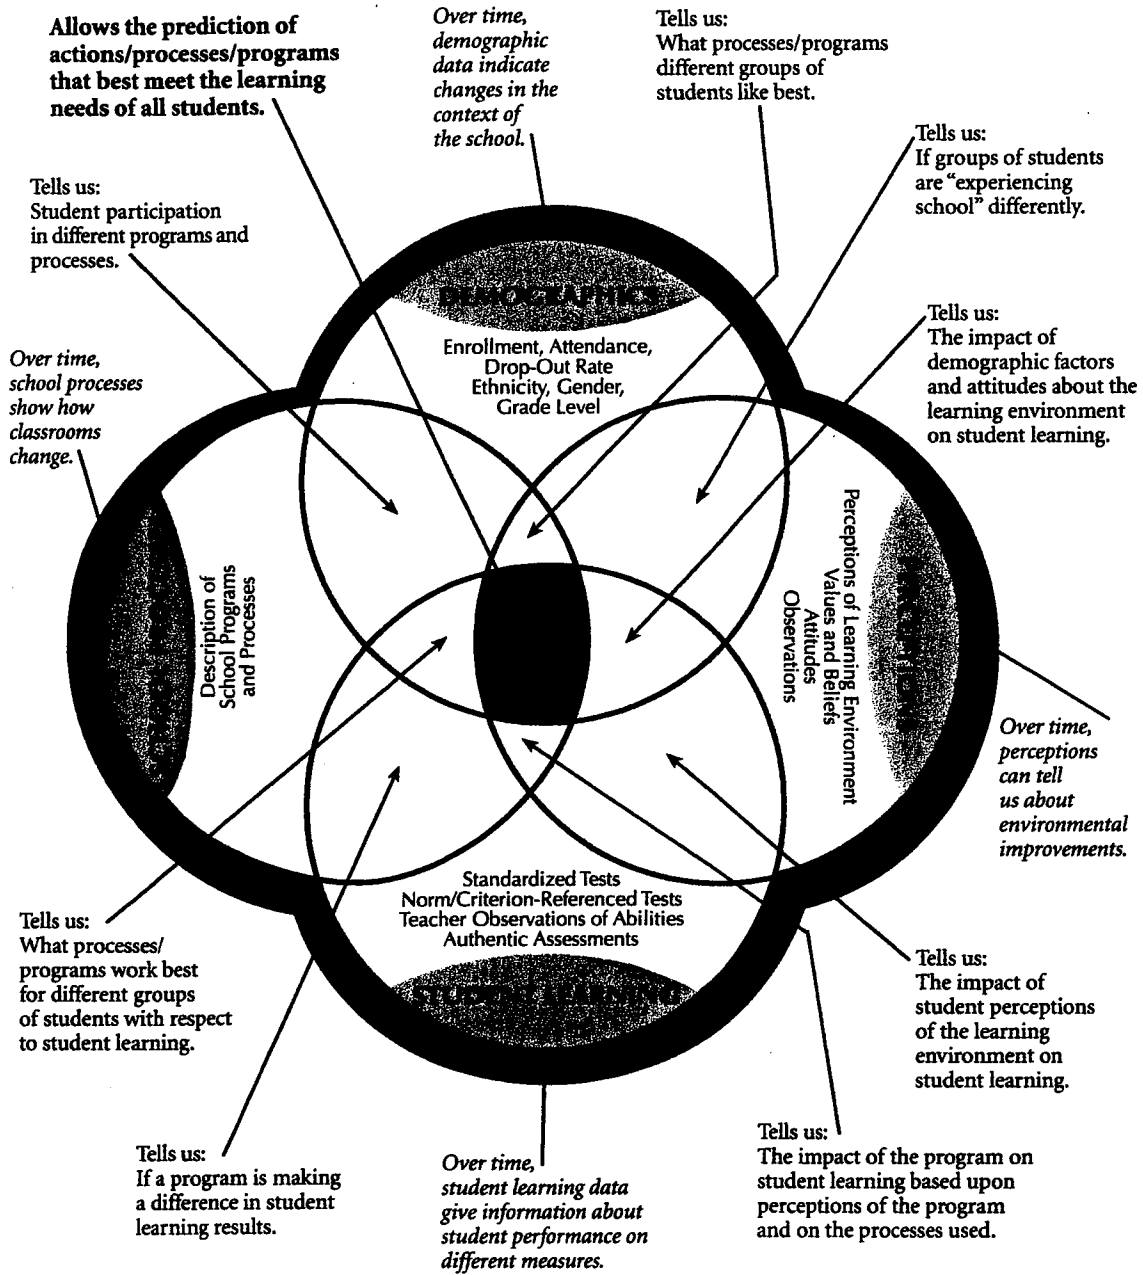 Allows the prediction of
actions/processes/programs
that best meet the learning
needs of all students.
Over time,
demographic
data indicate
changes in the
context of
the school.
Tells us:
What processes/programs
different groups of
students like best.
Tells us:
If groups of students
are “experiencing
school” differently.
Tells us:
Student participation
in different programs and
processes.
Tells us:
The impact of
demographic factors
and attitudes about the
learning environment
on student learning.
Over time,
school processes
show how
classrooms
change.
DEMOGRAPHICS
Enrollment, Attendance,
Drop-Out Rate
Ethnicity, Gender,
Grade Level
Description of
School Programs
and Processes
PERCEPTIONS
Perceptions of Learning Environment
Values and Beliefs
Attitudes
Observations
Over time,
perceptions
can tell
us about
environmental
improvements.
Standardized Tests
Norm/Criterion-Referenced Tests
Teacher Observations of Abilities
Authentic Assessments
STUDENT LEARNING
Tells us:
What processes/
programs work best
for different groups
of students with respect
to student learning.
Tells us:
The impact of
student perceptions
of the learning
environment on
student learning.
Tells us:
If a program is making
a difference in student
learning results.
Over time,
student learning data
give information about
student performance on
different measures.
Tells us:
The impact of the program on
student learning based upon
perceptions of the program
and on the processes used.